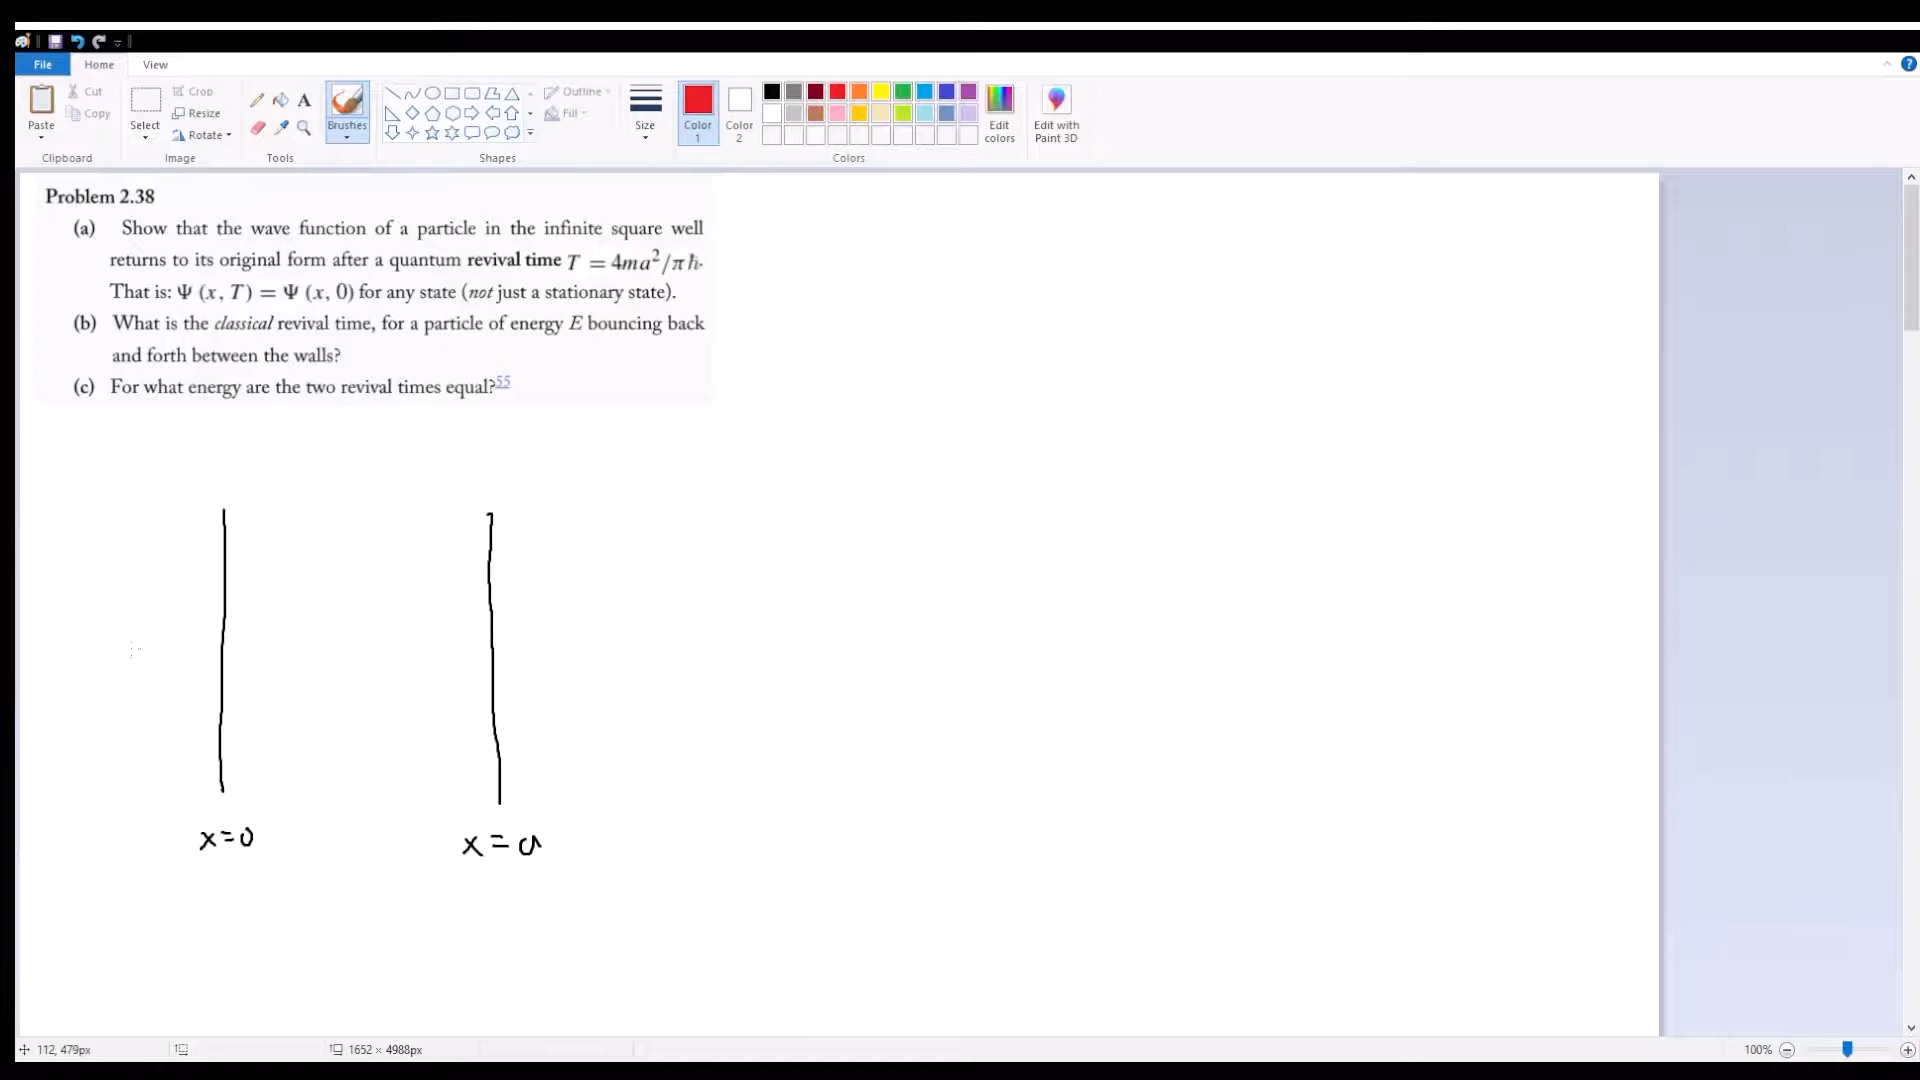 File Home View
Paste Cut Copy Clipboard
Select Crop Resize Rotate Image
A Tools
Brushes
Shapes Outline Fill
Size
Color 1 Color 2 Colors
Edit colors
Edit with Paint 3D
Problem 2.38
(a) Show that the wave function of a particle in the infinite square well
returns to its original form after a quantum revival time T = 4ma²/πℏ.
That is: Ψ (x, T) = Ψ (x, 0) for any state (not just a stationary state).
(b) What is the classical revival time, for a particle of energy E bouncing back
and forth between the walls?
(c) For what energy are the two revival times equal?55
x=0 x=a
112, 479px 1652 × 4988px 100%